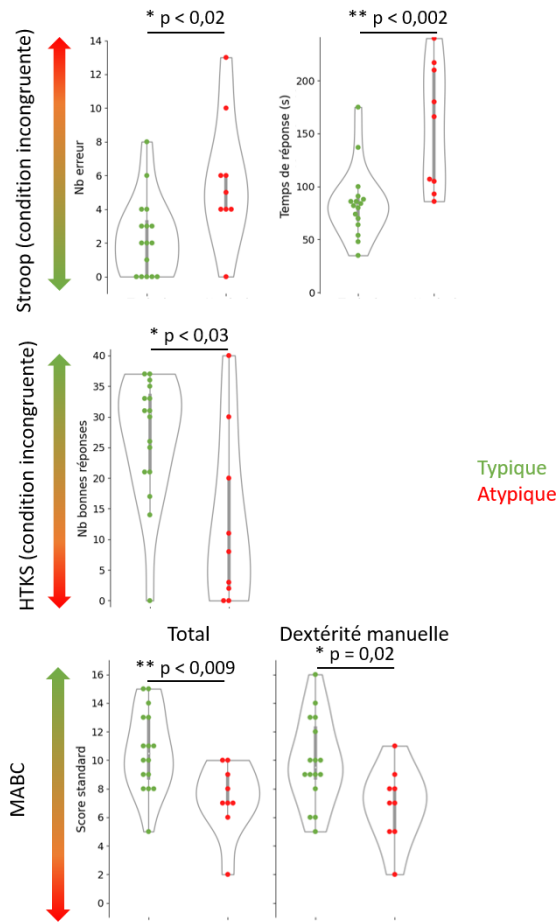 * p < 0,02
** p < 0,002
Stroop (condition incongruente)
Nb erreur
14
12
10
8
6
4
2
0
Temps de réponse (s)
200
150
100
50
0
* p < 0,03
HTKS (condition incongruente)
Nb bonnes réponses
40
35
30
25
20
15
10
5
0
Typique
Atypique
Total
Dextérité manuelle
** p < 0,009
* p = 0,02
MABC
Score standard
16
14
12
10
8
6
4
2
0